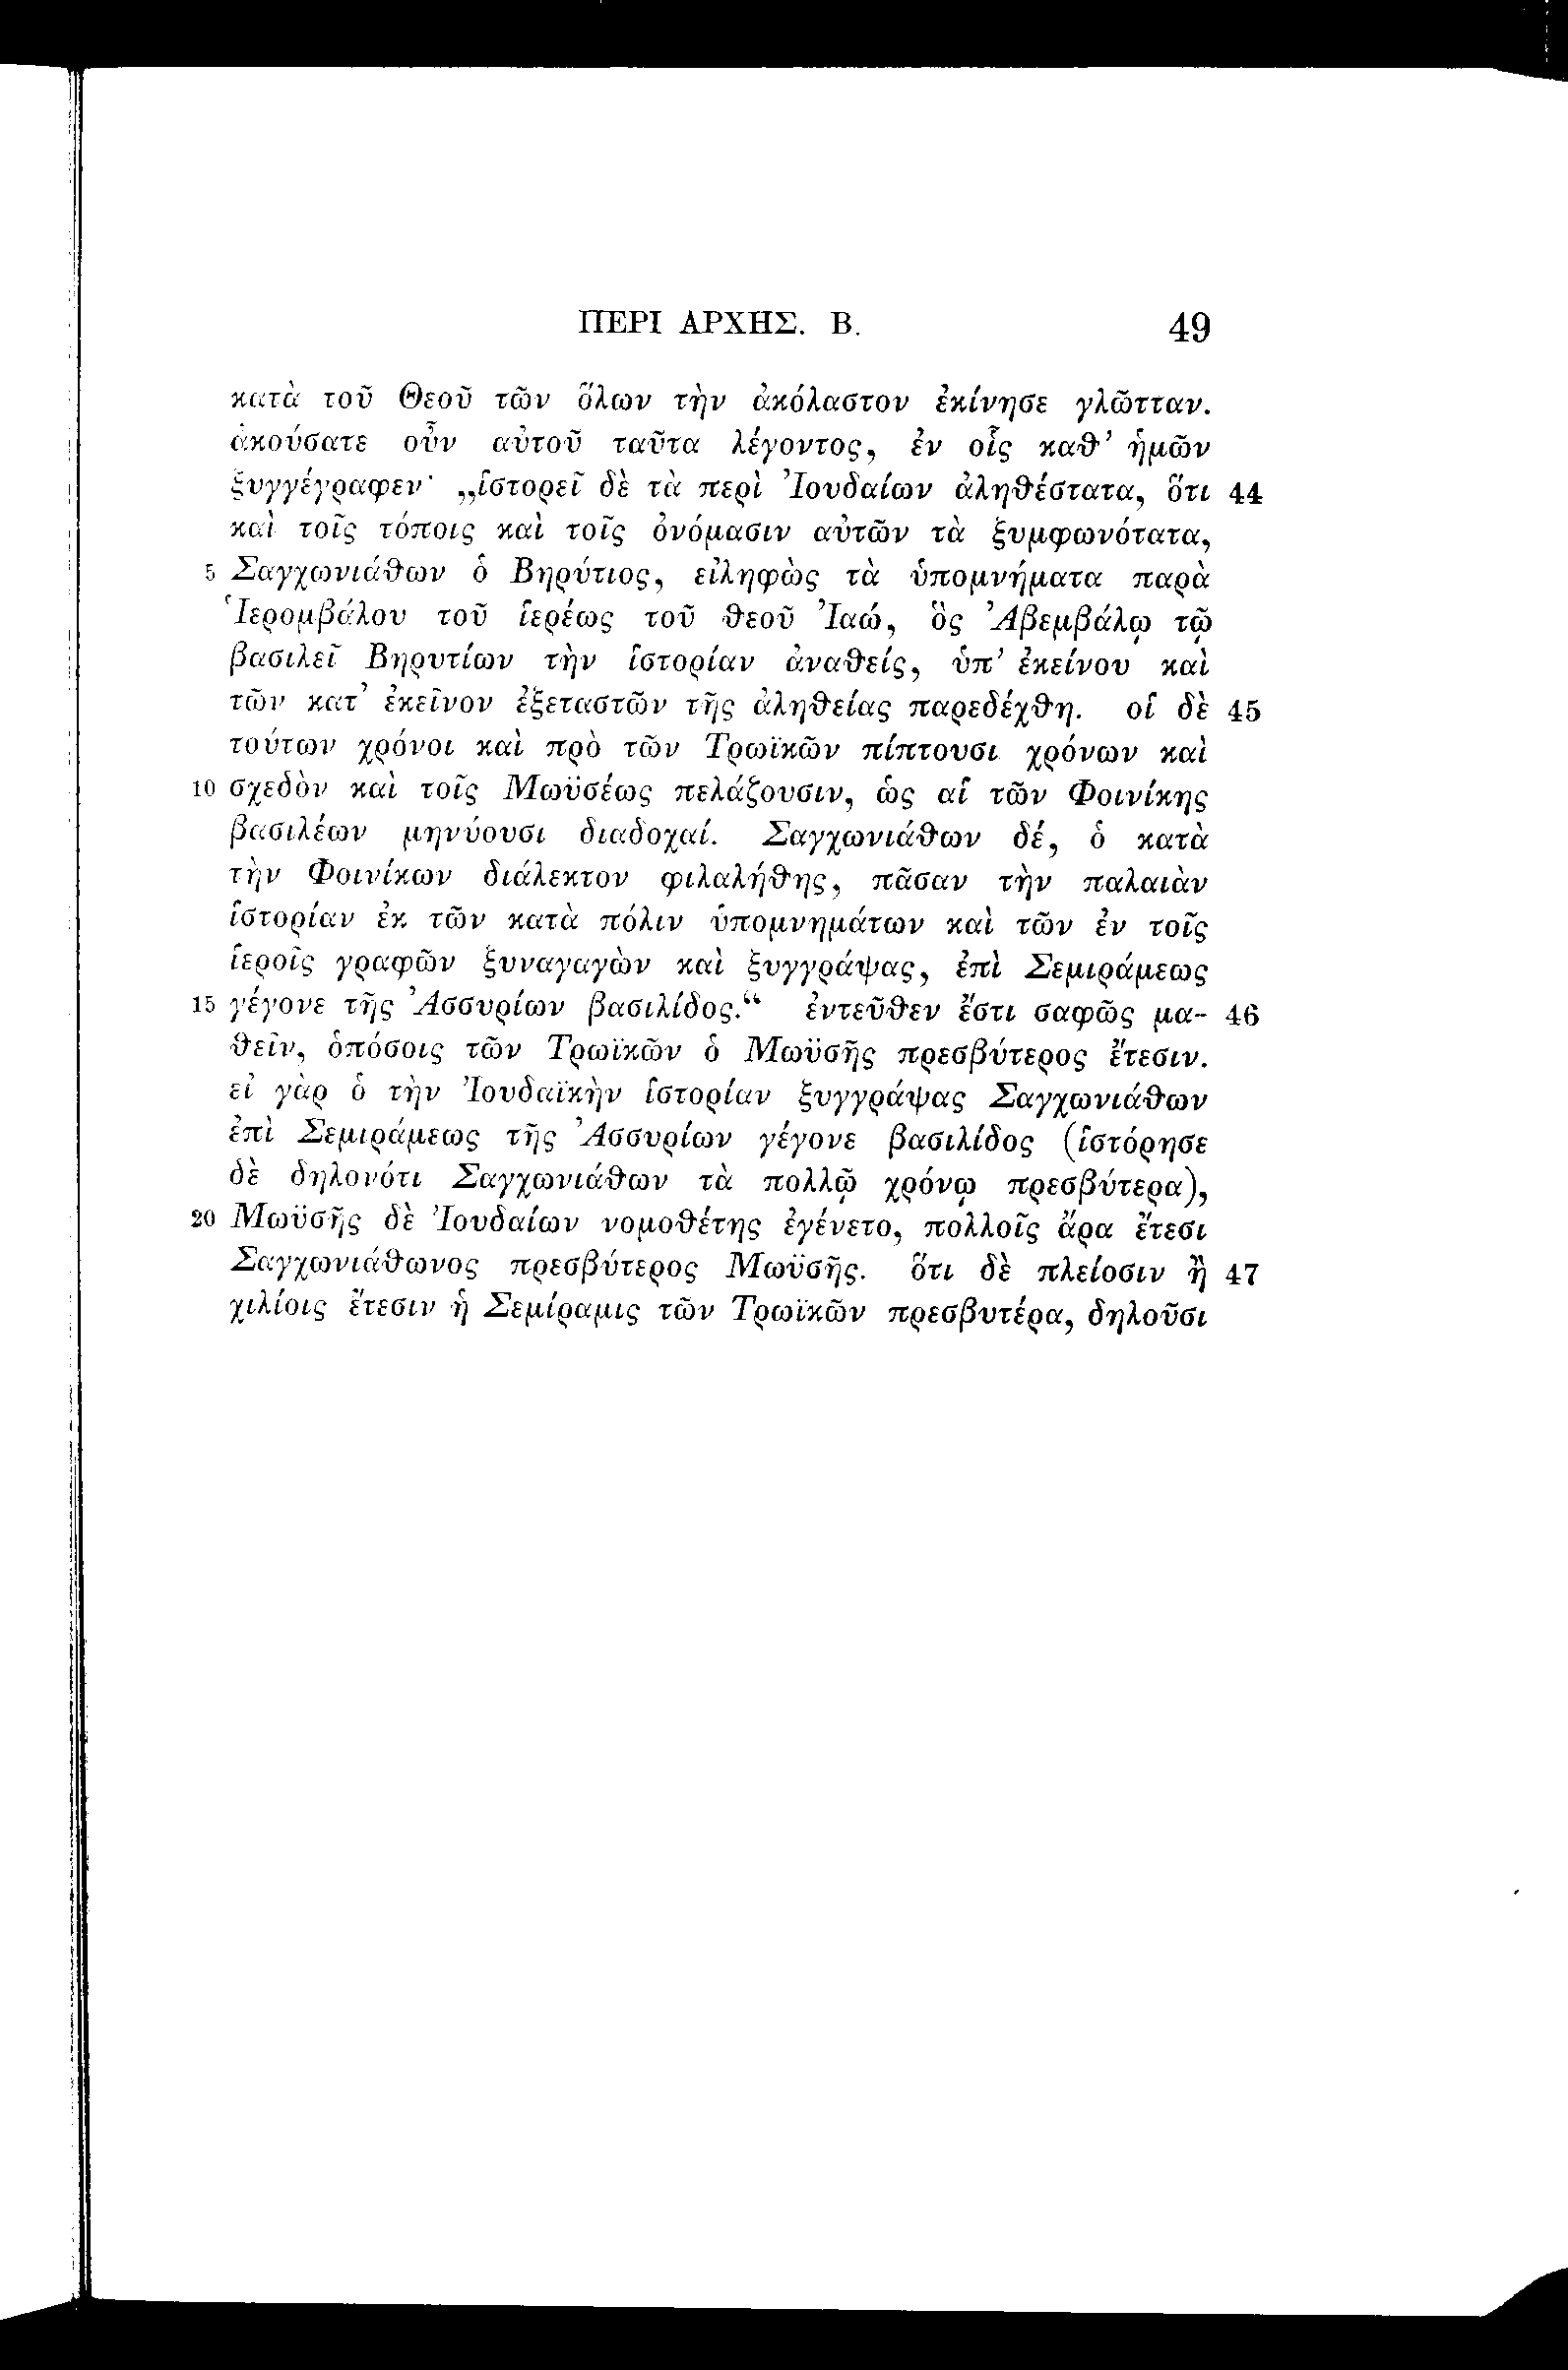 ΠΕΡΙ ΑΡΧΗΣ. Β. 49
κατὰ τοῦ Θεοῦ τῶν ὅλων τὴν ἀκόλαστον ἐκίνησε γλῶτταν.
ἀκούσατε οὖν αὐτοῦ ταῦτα λέγοντος, ἐν οἷς καθ’ ἡμῶν
ξυγγέγραφεν· „ἱστορεῖ δὲ τὰ περὶ Ἰουδαίων ἀληθέστατα, ὅτι 44
καὶ τοῖς τόποις καὶ τοῖς ὀνόμασιν αὐτῶν τὰ ξυμφωνότατα,
5 Σαγχωνιάθων ὁ Βηρύτιος, εἰληφὼς τὰ ὑπομνήματα παρὰ
Ἱερομβάλου τοῦ ἱερέως τοῦ θεοῦ Ἰαώ, ὃς Ἀβεμβάλῳ τῷ
βασιλεῖ Βηρυτίων τὴν ἱστορίαν ἀναθείς, ὑπ’ ἐκείνου καὶ
τῶν κατ’ ἐκεῖνον ἐξεταστῶν τῆς ἀληθείας παρεδέχθη. οἱ δὲ 45
τούτων χρόνοι καὶ πρὸ τῶν Τρωϊκῶν πίπτουσι χρόνων καὶ
10 σχεδὸν καὶ τοῖς Μωϋσέως πελάζουσιν, ὡς αἱ τῶν Φοινίκης
βασιλέων μηνύουσι διαδοχαί. Σαγχωνιάθων δέ, ὁ κατὰ
τὴν Φοινίκων διάλεκτον φιλαλήθης, πᾶσαν τὴν παλαιὰν
ἱστορίαν ἐκ τῶν κατὰ πόλιν ὑπομνημάτων καὶ τῶν ἐν τοῖς
ἱεροῖς γραφῶν ξυναγαγὼν καὶ ξυγγράψας, ἐπὶ Σεμιράμεως
15 γέγονε τῆς Ἀσσυρίων βασιλίδος.“ ἐντεῦθεν ἔστι σαφῶς μα- 46
θεῖν, ὁπόσοις τῶν Τρωϊκῶν ὁ Μωϋσῆς πρεσβύτερος ἔτεσιν.
εἰ γὰρ ὁ τὴν Ἰουδαϊκὴν ἱστορίαν ξυγγράψας Σαγχωνιάθων
ἐπὶ Σεμιράμεως τῆς Ἀσσυρίων γέγονε βασιλίδος (ἱστόρησε
δὲ δηλονότι Σαγχωνιάθων τὰ πολλῷ χρόνῳ πρεσβύτερα),
20 Μωϋσῆς δὲ Ἰουδαίων νομοθέτης ἐγένετο, πολλοῖς ἄρα ἔτεσι
Σαγχωνιάθωνος πρεσβύτερος Μωϋσῆς. ὅτι δὲ πλείοσιν ἢ 47
χιλίοις ἔτεσιν ἡ Σεμίραμις τῶν Τρωϊκῶν πρεσβυτέρα, δηλοῦσι